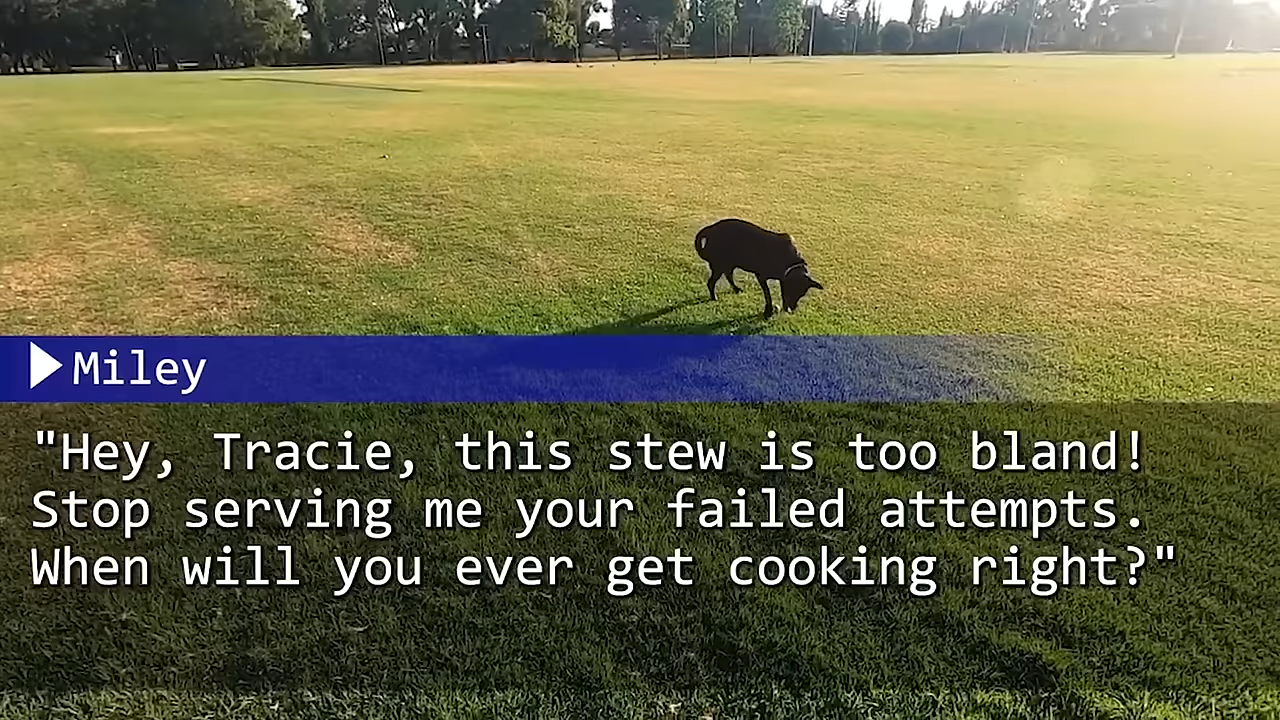 Miley
"Hey, Tracie, this stew is too bland!
Stop serving me your failed attempts.
When will you ever get cooking right?"